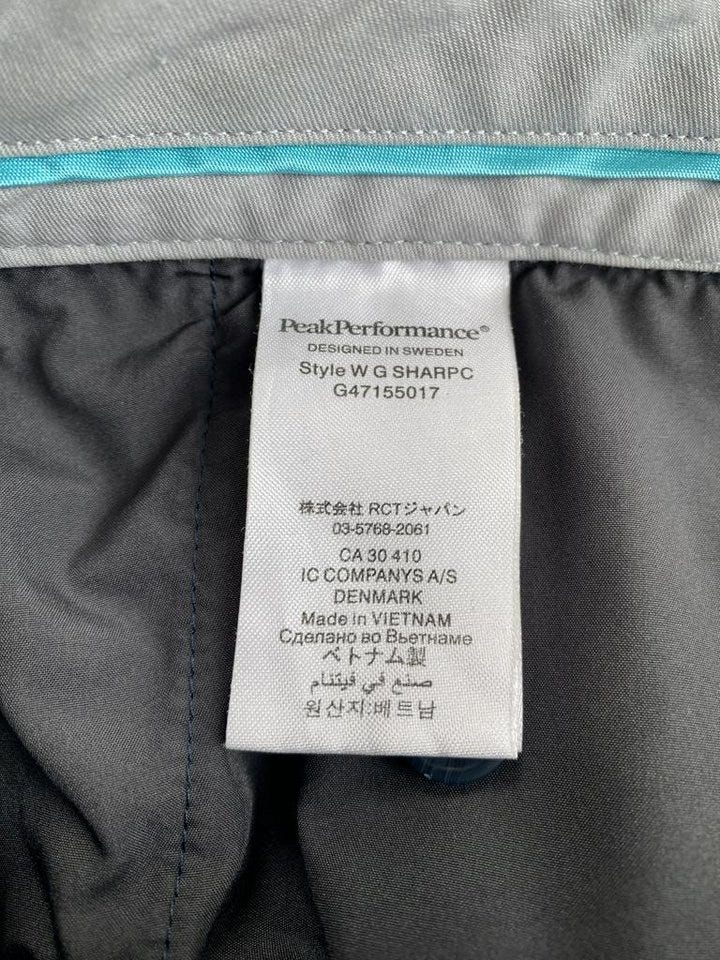 PeakPerformance®
DESIGNED IN SWEDEN
Style W G SHARPC
G47155017
株式会社 RCTジャパン
03-5768-2061
CA 30 410
IC COMPANYS A/S
DENMARK
Made in VIETNAM
Сделано во Вьетнаме
ベトナム製
صنع في فيتنام
원산지:베트남